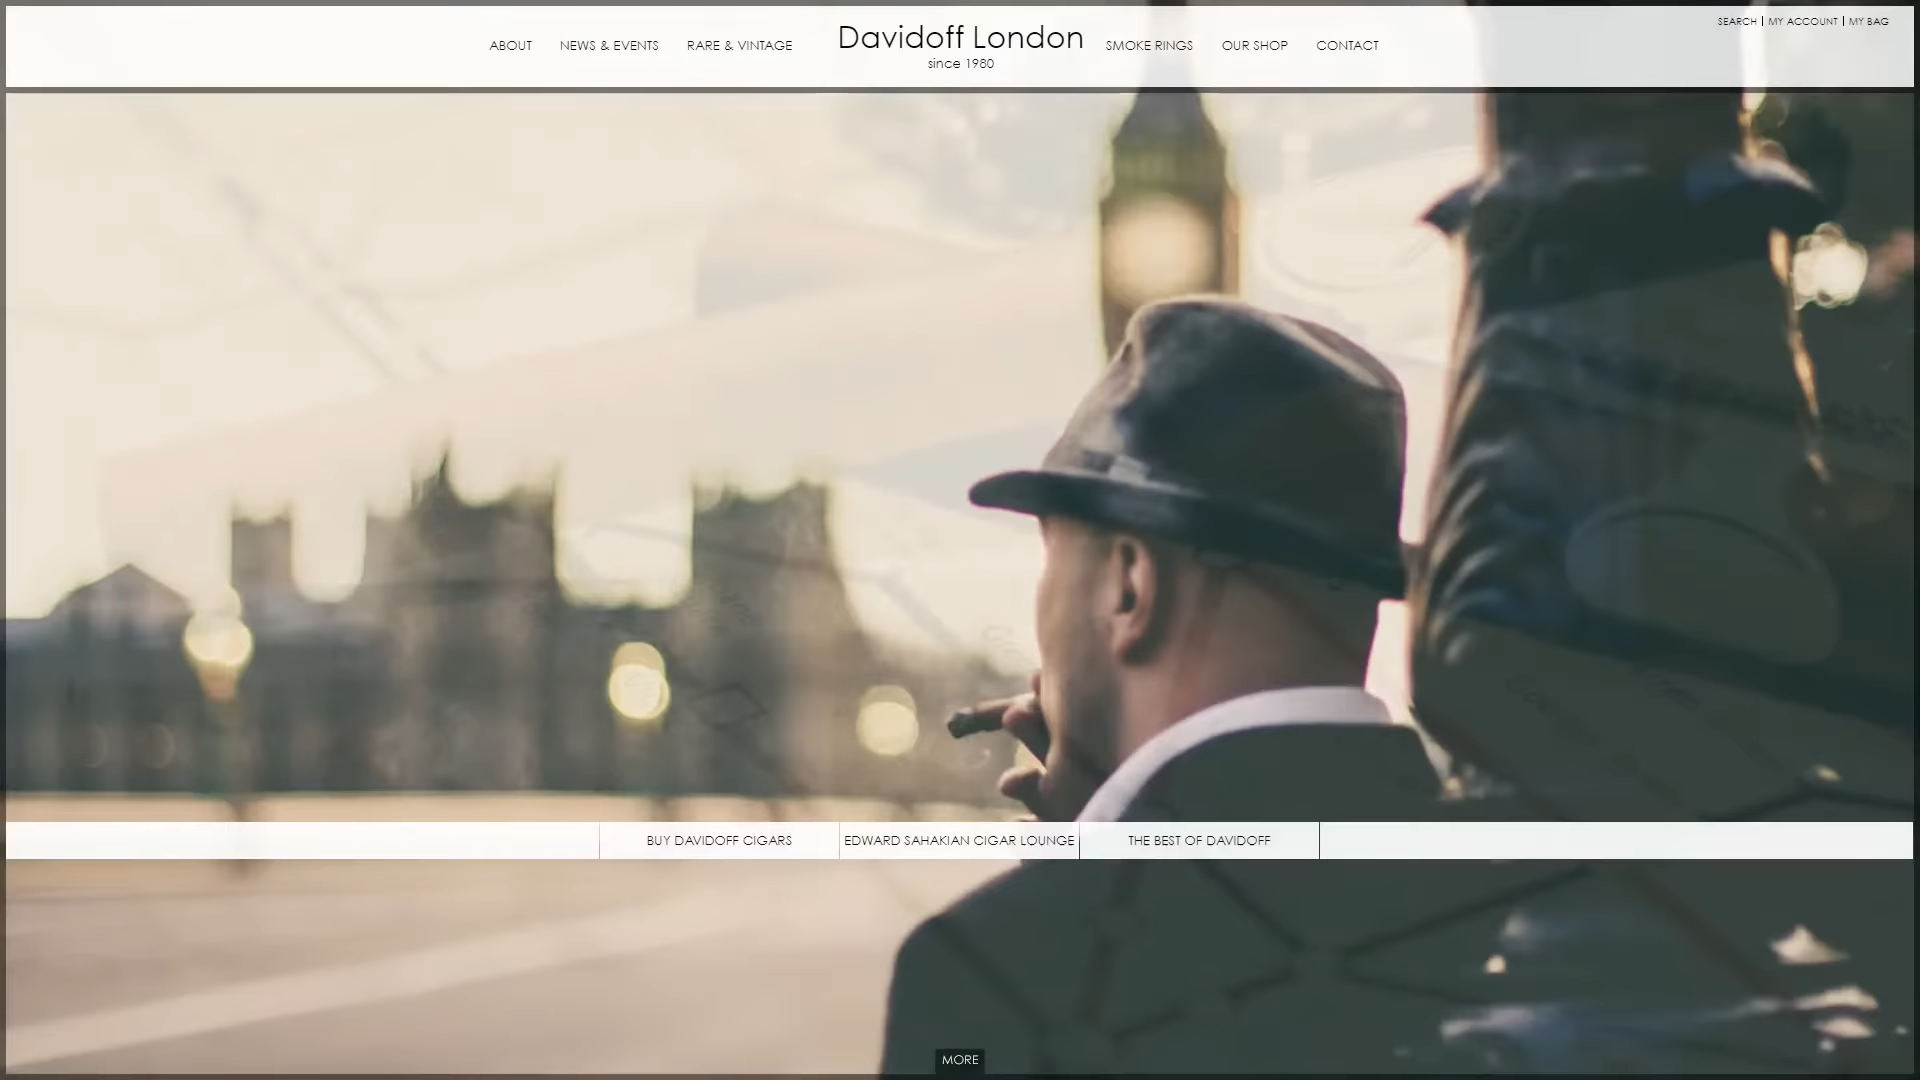 SEARCH | MY ACCOUNT | MY BAG
ABOUT NEWS & EVENTS RARE & VINTAGE Davidoff London SMOKE RINGS OUR SHOP CONTACT
since 1980
BUY DAVIDOFF CIGARS EDWARD SAHAKIAN CIGAR LOUNGE THE BEST OF DAVIDOFF
MORE